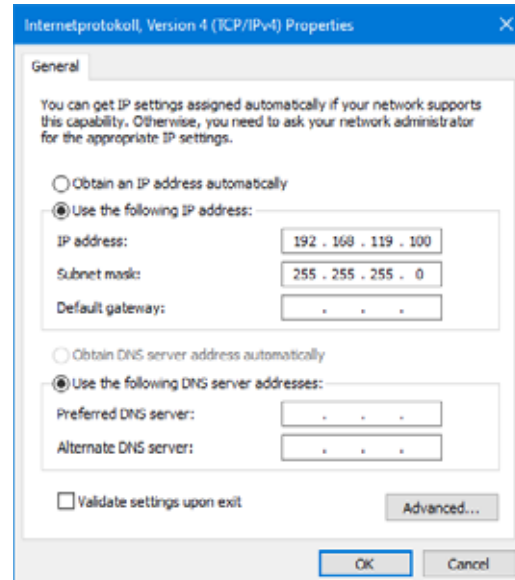 Internetprotokoll, Version 4 (TCP/IPv4) Properties
General
You can get IP settings assigned automatically if your network supports
this capability. Otherwise, you need to ask your network administrator
for the appropriate IP settings.
Obtain an IP address automatically
Use the following IP address:
IP address: 192 . 168 . 119 . 100
Subnet mask: 255 . 255 . 255 . 0
Default gateway: . . .
Obtain DNS server address automatically
Use the following DNS server addresses:
Preferred DNS server: . . .
Alternate DNS server: . . .
Validate settings upon exit
Advanced...
OK Cancel